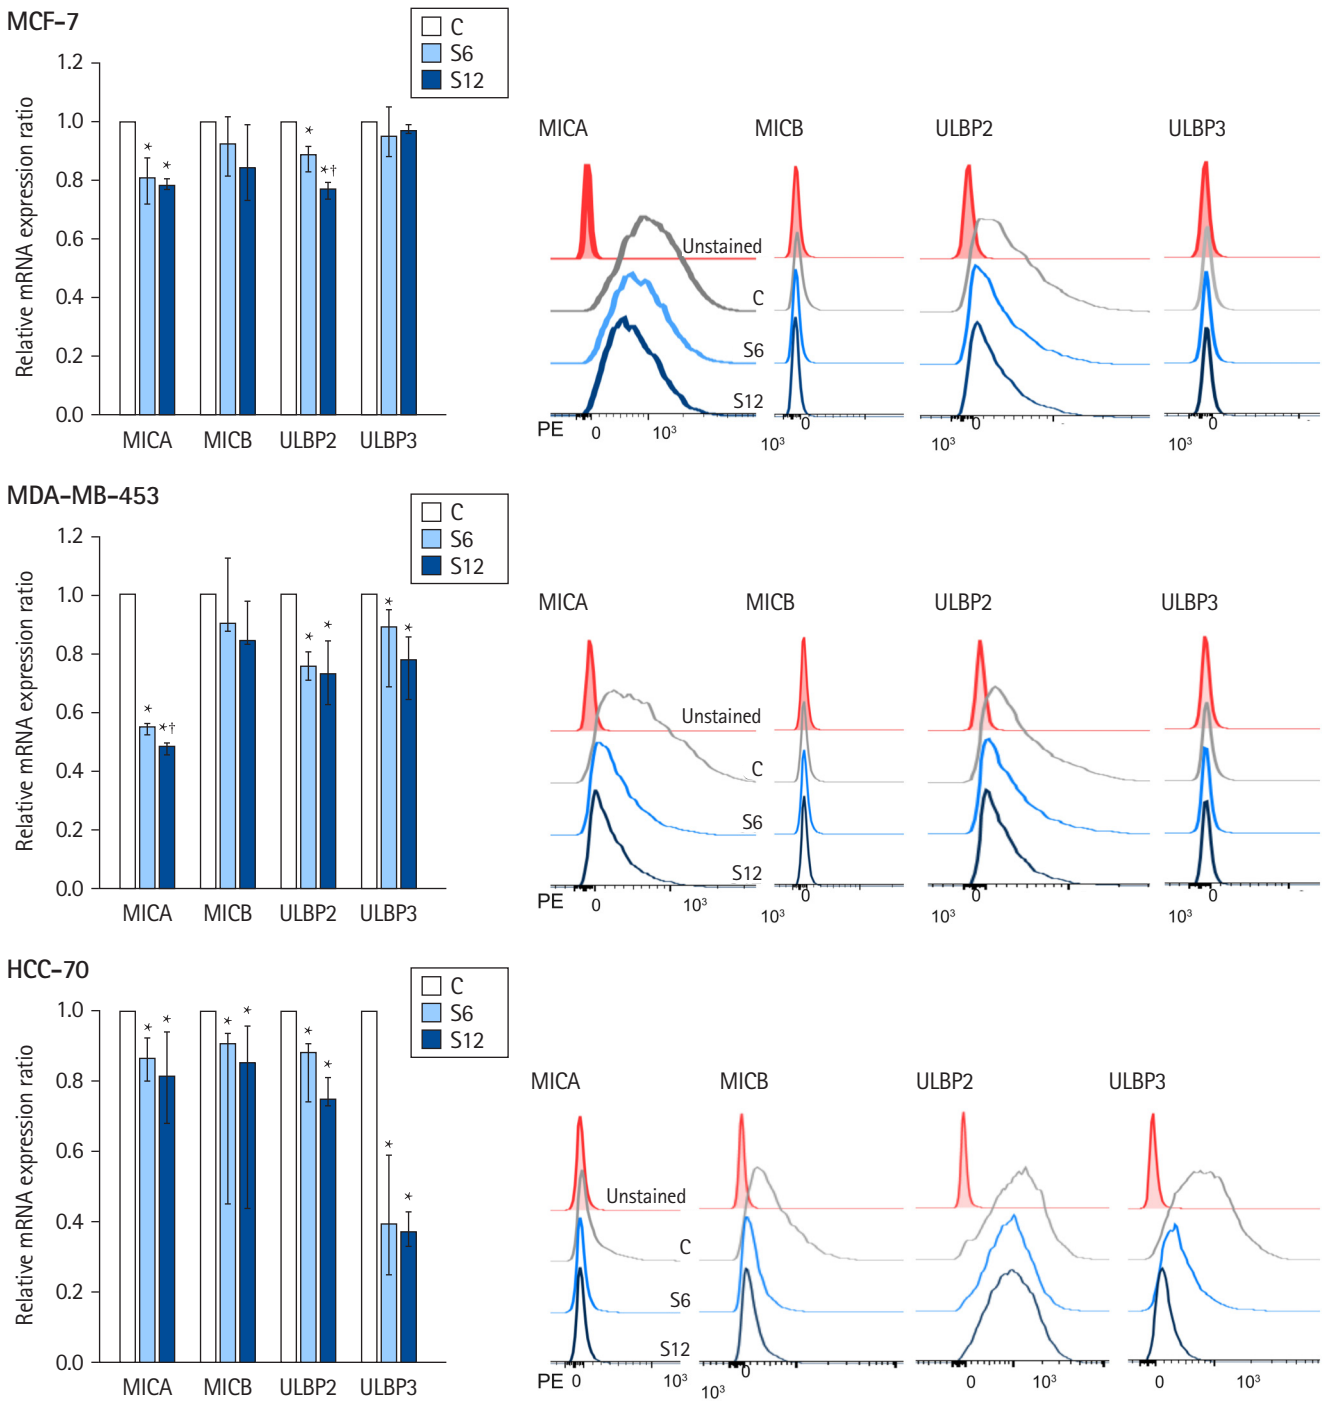 MCF-7
C
S6
S12
Relative mRNA expression ratio
1.2
1.0
0.8
0.6
0.4
0.2
0.0
* * * *†
MICA MICB ULBP2 ULBP3
MICA MICB ULBP2 ULBP3
Unstained
C
S6
S12
PE 0 10³ 0 10³ 0 10³ 0 10³
MDA-MB-453
C
S6
S12
Relative mRNA expression ratio
1.2
1.0
0.8
0.6
0.4
0.2
0.0
* *† * * * *
MICA MICB ULBP2 ULBP3
MICA MICB ULBP2 ULBP3
Unstained
C
S6
S12
PE 0 10³ 0 10³ 0 10³ 0 10³
HCC-70
C
S6
S12
Relative mRNA expression ratio
1.0
0.8
0.6
0.4
0.2
0.0
* * * * * * * *
MICA MICB ULBP2 ULBP3
MICA MICB ULBP2 ULBP3
Unstained
C
S6
S12
PE 0 10³ 10³ 0 10³ 0 10³